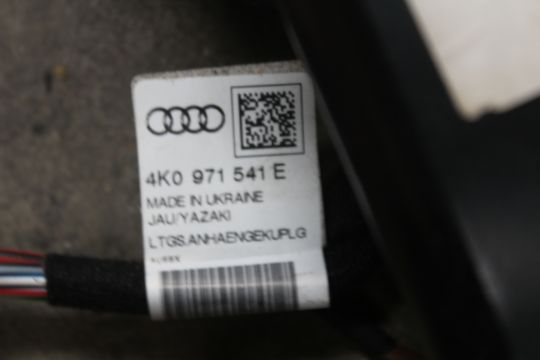 4K0 971 541 E
MADE IN UKRAINE
JAU/YAZAKI
LTGS.ANHAENGEKUPLG